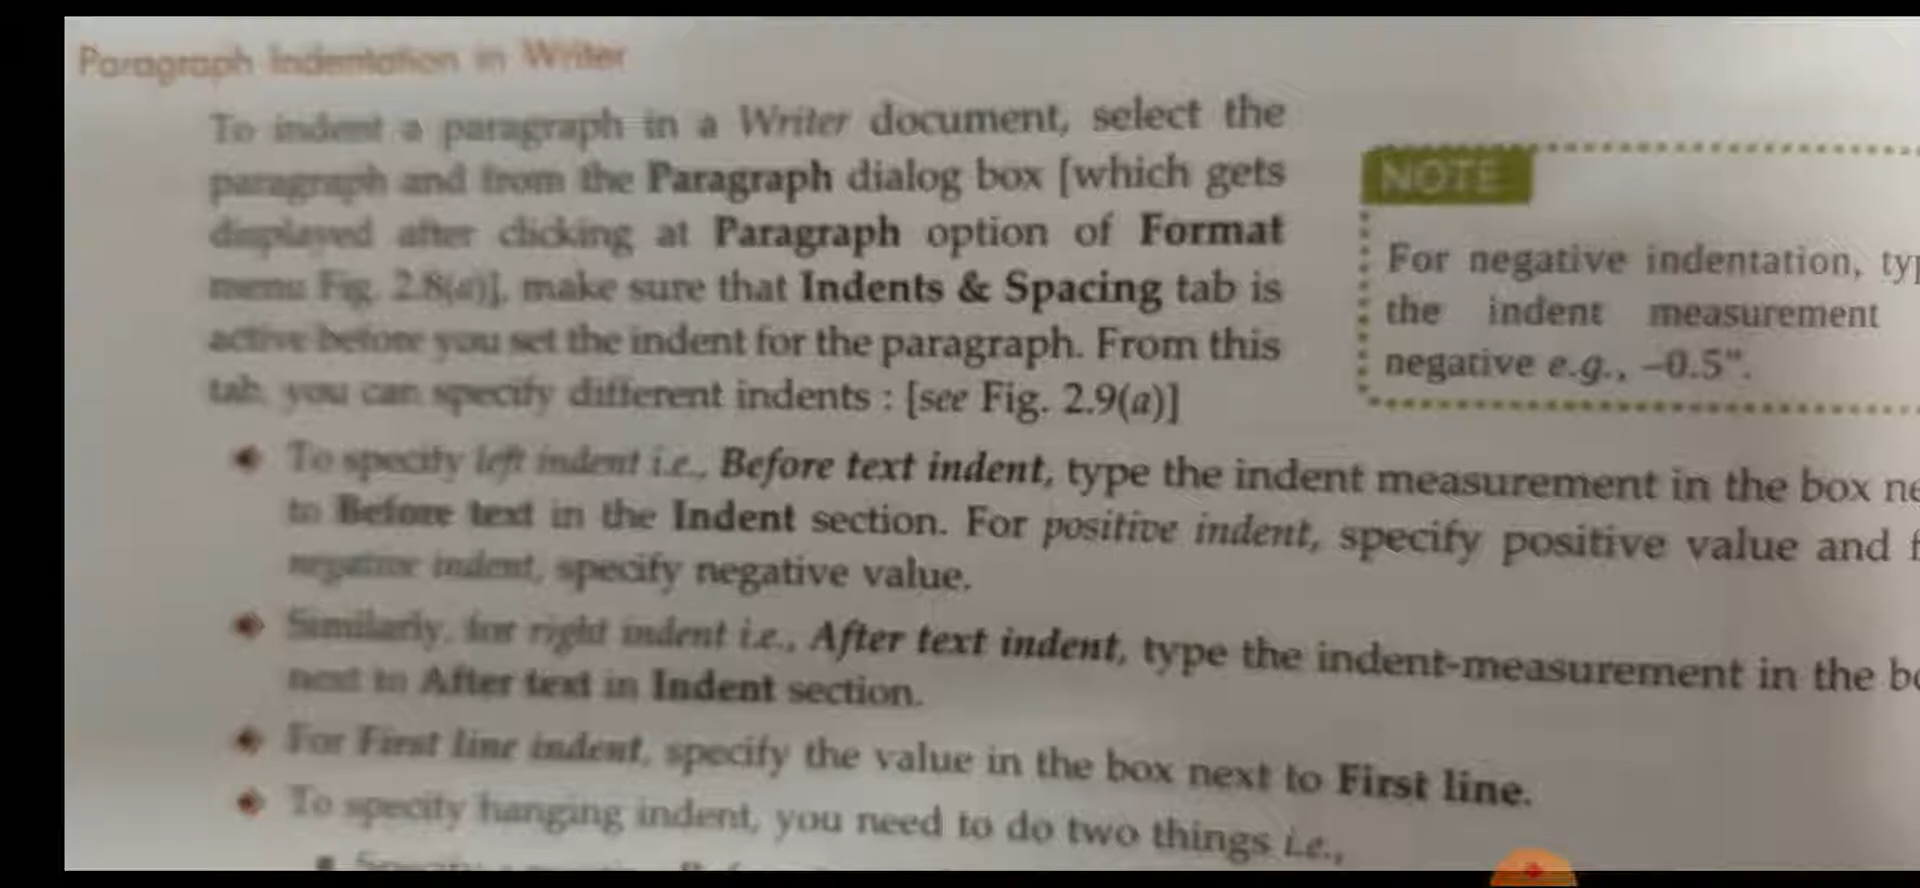 Paragraph Indentation in Writer
To indent a paragraph in a Writer document, select the
paragraph and from the Paragraph dialog box [which gets
displayed after clicking at Paragraph option of Format
menu Fig. 2.8(a)], make sure that Indents & Spacing tab is
active before you set the indent for the paragraph. From this
tab, you can specify different indents : [see Fig. 2.9(a)]
NOTE
For negative indentation, typ
the indent measurement
negative e.g., –0.5".
To specify left indent i.e., Before text indent, type the indent measurement in the box ne
to Before text in the Indent section. For positive indent, specify positive value and f
negative indent, specify negative value.
Similarly, for right indent i.e., After text indent, type the indent-measurement in the bo
next to After text in Indent section.
For First line indent, specify the value in the box next to First line.
To specify hanging indent, you need to do two things i.e.,